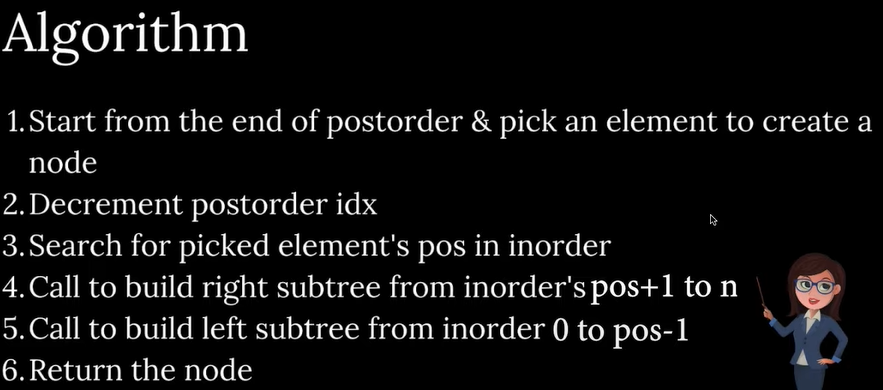 Algorithm
1. Start from the end of postorder & pick an element to create a
node
2. Decrement postorder idx
3. Search for picked element's pos in inorder
4. Call to build right subtree from inorder's pos+1 to n
5. Call to build left subtree from inorder 0 to pos-1
6. Return the node